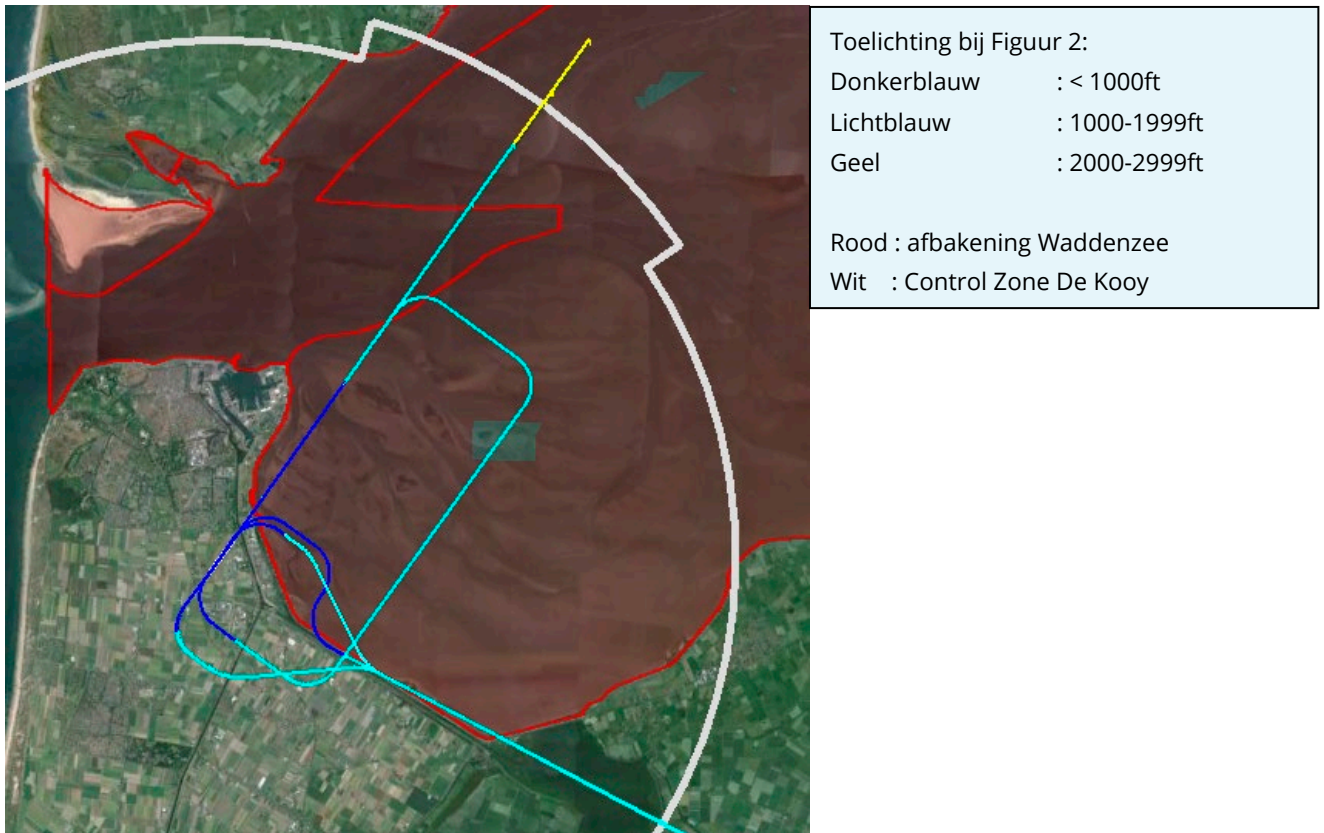 Toelichting bij Figuur 2:
Donkerblauw : < 1000ft
Lichtblauw : 1000-1999ft
Geel : 2000-2999ft
Rood : afbakening Waddenzee
Wit : Control Zone De Kooy